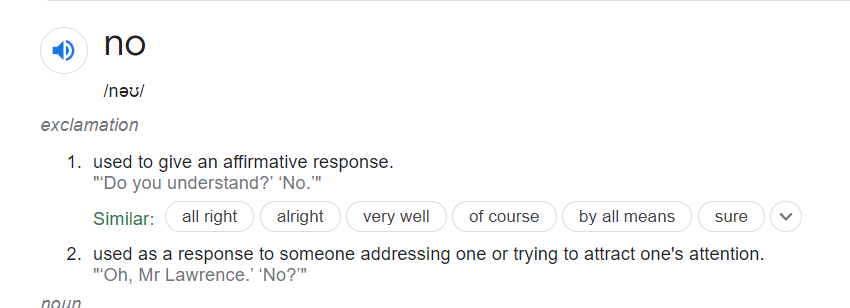 no
/nəʊ/
exclamation
1. used to give an affirmative response.
"‘Do you understand?’ ‘No.’"
Similar: all right alright very well of course by all means sure
2. used as a response to someone addressing one or trying to attract one's attention.
"‘Oh, Mr Lawrence.’ ‘No?’"
noun